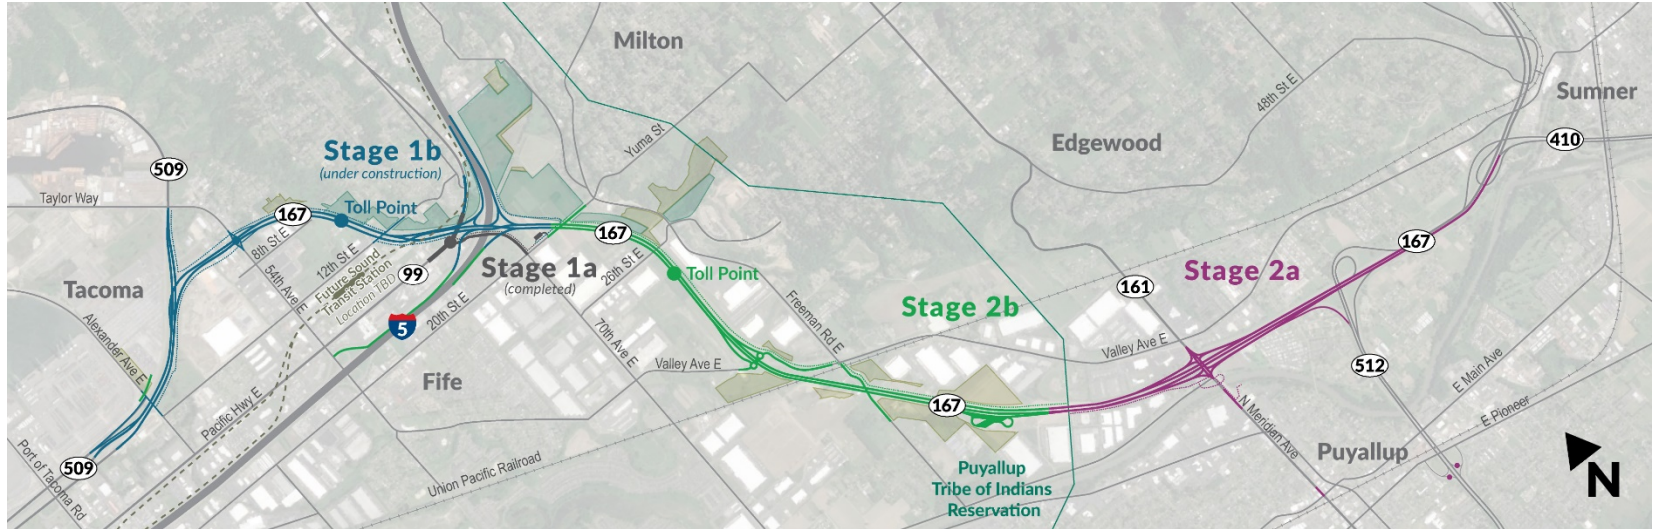 Milton
Sumner
48th St E
410
Edgewood
Yuma St
Stage 1b
(under construction)
509
Taylor Way
Toll Point
167
8th St E
12th St E
54th Ave E
Future Sound
Transit Station
Location TBD
99
Stage 1a
(completed)
167
26th St E
Toll Point
167
Stage 2a
161
Tacoma
Alexander Ave E
5
20th St E
70th Ave E
Freeman Rd E
Stage 2b
Valley Ave E
Valley Ave E
512
E Main Ave
Fife
Pacific Hwy E
167
N Meridian Ave
E Pioneer
Puyallup
509
Port of Tacoma Rd
Union Pacific Railroad
Puyallup
Tribe of Indians
Reservation
N